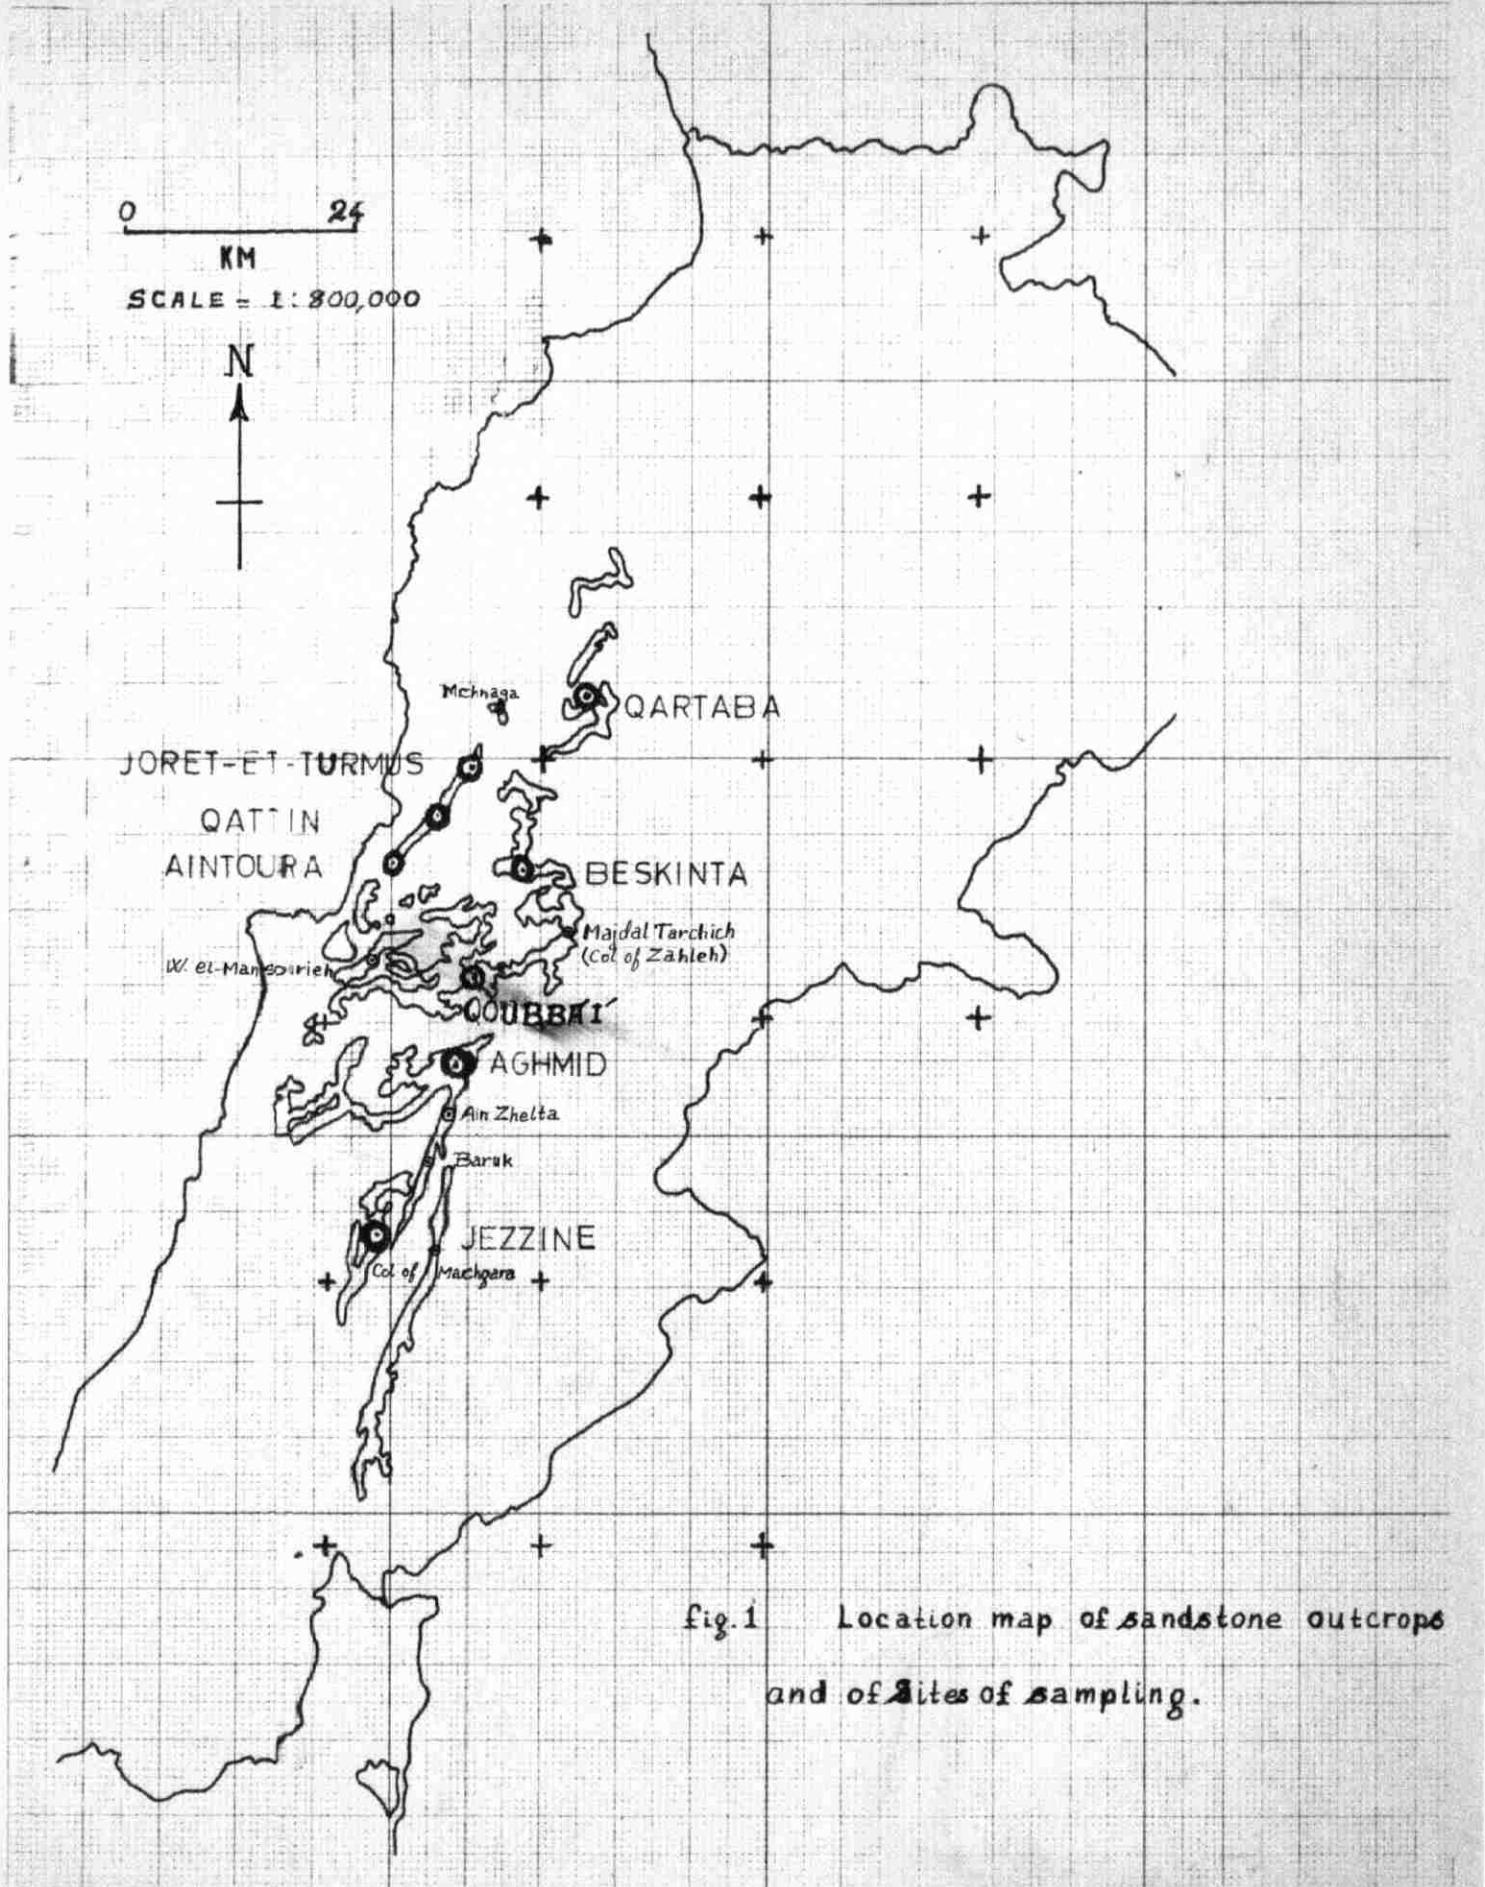 0 24
KM
SCALE = 1:800,000
N
Mehnaga
QARTABA
JORET-ET-TURMUS
QATTIN
AINTOURA
BESKINTA
Majdal Tarchich
(Col of Zahleh)
W. el-Mansourieh
QOUBBAÍ
AGHMID
Ain Zhelta
Baruk
JEZZINE
Col of Machgara
fig.1 Location map of sandstone outcrops
and of Sites of sampling.